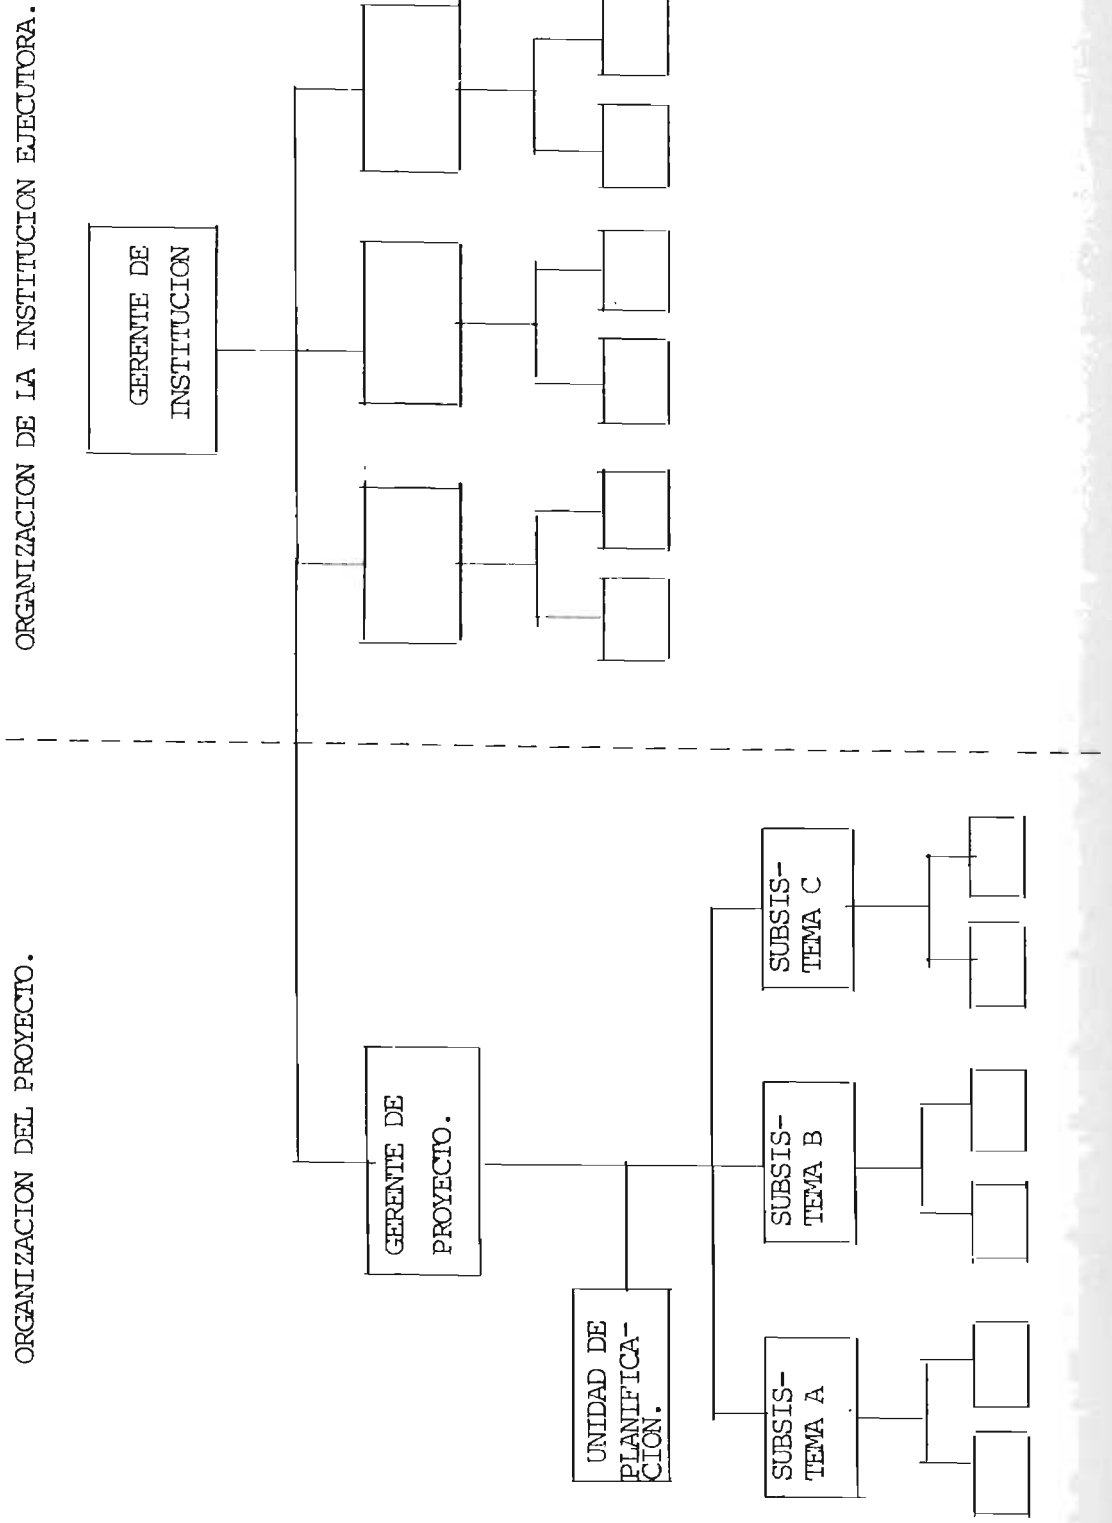 ORGANIZACION DEL PROYECTO.
ORGANIZACION DE LA INSTITUCION EJECUTORA.
GERENTE DE
INSTITUCION
GERENTE DE
PROYECTO.
UNIDAD DE
PLANIFICA-
CION.
SUBSIS-
TEMA A
SUBSIS-
TEMA B
SUBSIS-
TEMA C